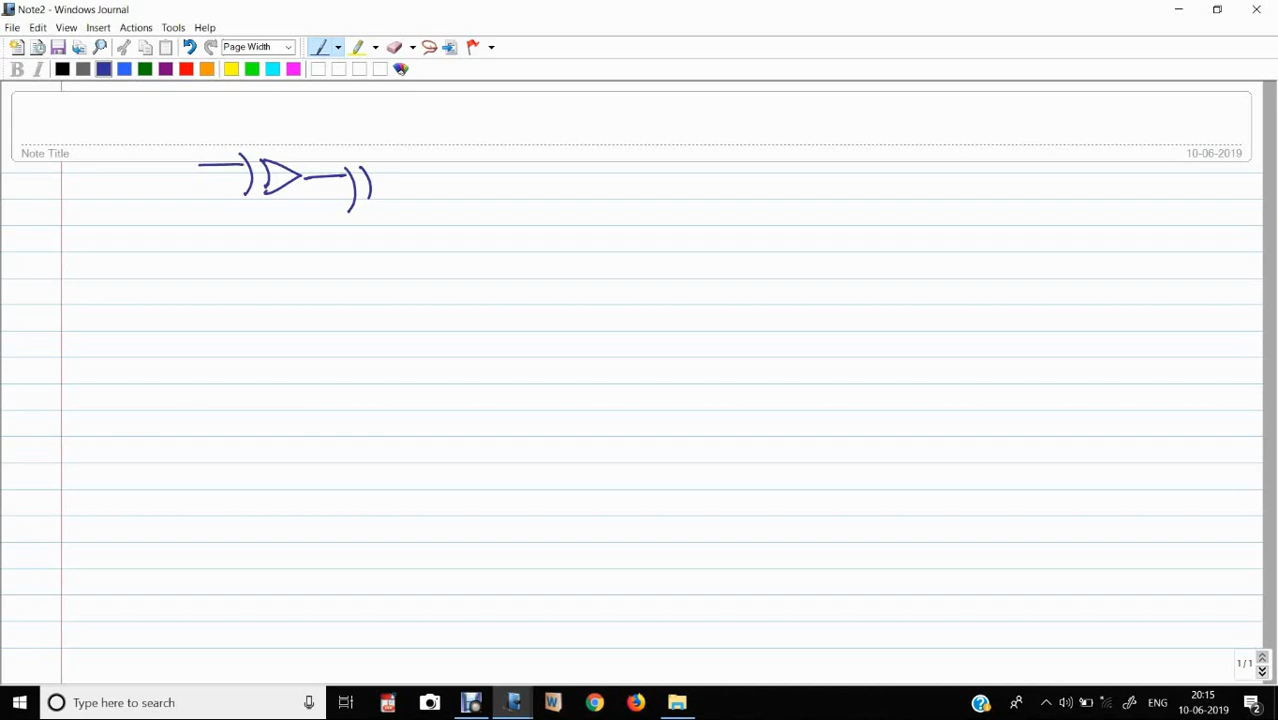 Note2 - Windows Journal
File Edit View Insert Actions Tools Help
Page Width
B I
Note Title
10-06-2019
1/1
Type here to search
ENG
20:15
10-06-2019
2